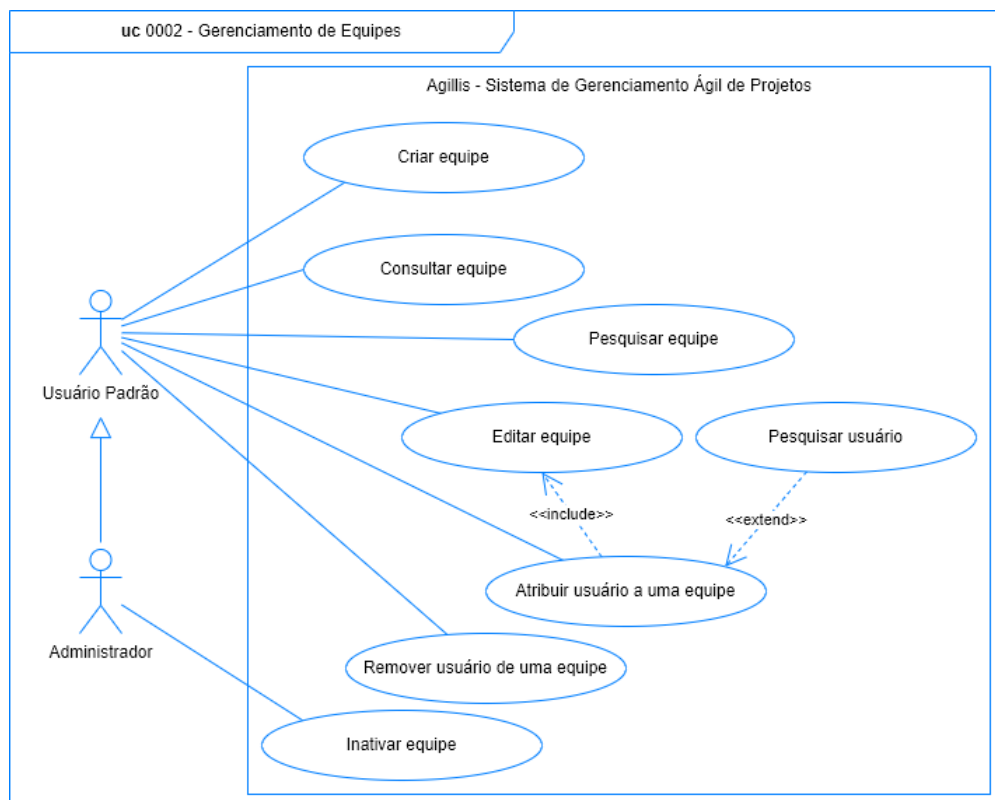 uc 0002 - Gerenciamento de Equipes
Agillis - Sistema de Gerenciamento Ágil de Projetos
Criar equipe
Consultar equipe
Pesquisar equipe
Usuário Padrão
Editar equipe
Pesquisar usuário
<<include>>
<<extend>>
Atribuir usuário a uma equipe
Administrador
Remover usuário de uma equipe
Inativar equipe